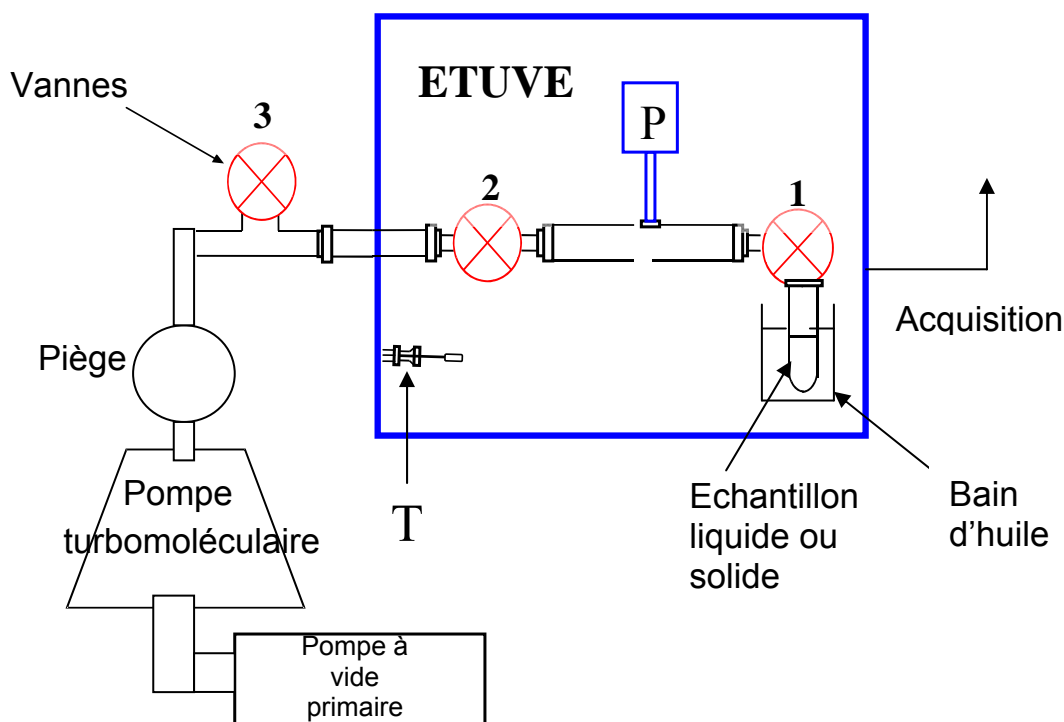 Vannes
ETUVE
3
P
2
1
Acquisition
Piège
T
Pompe
turbomoléculaire
Echantillon
liquide ou
solide
Bain
d'huile
Pompe à
vide
primaire